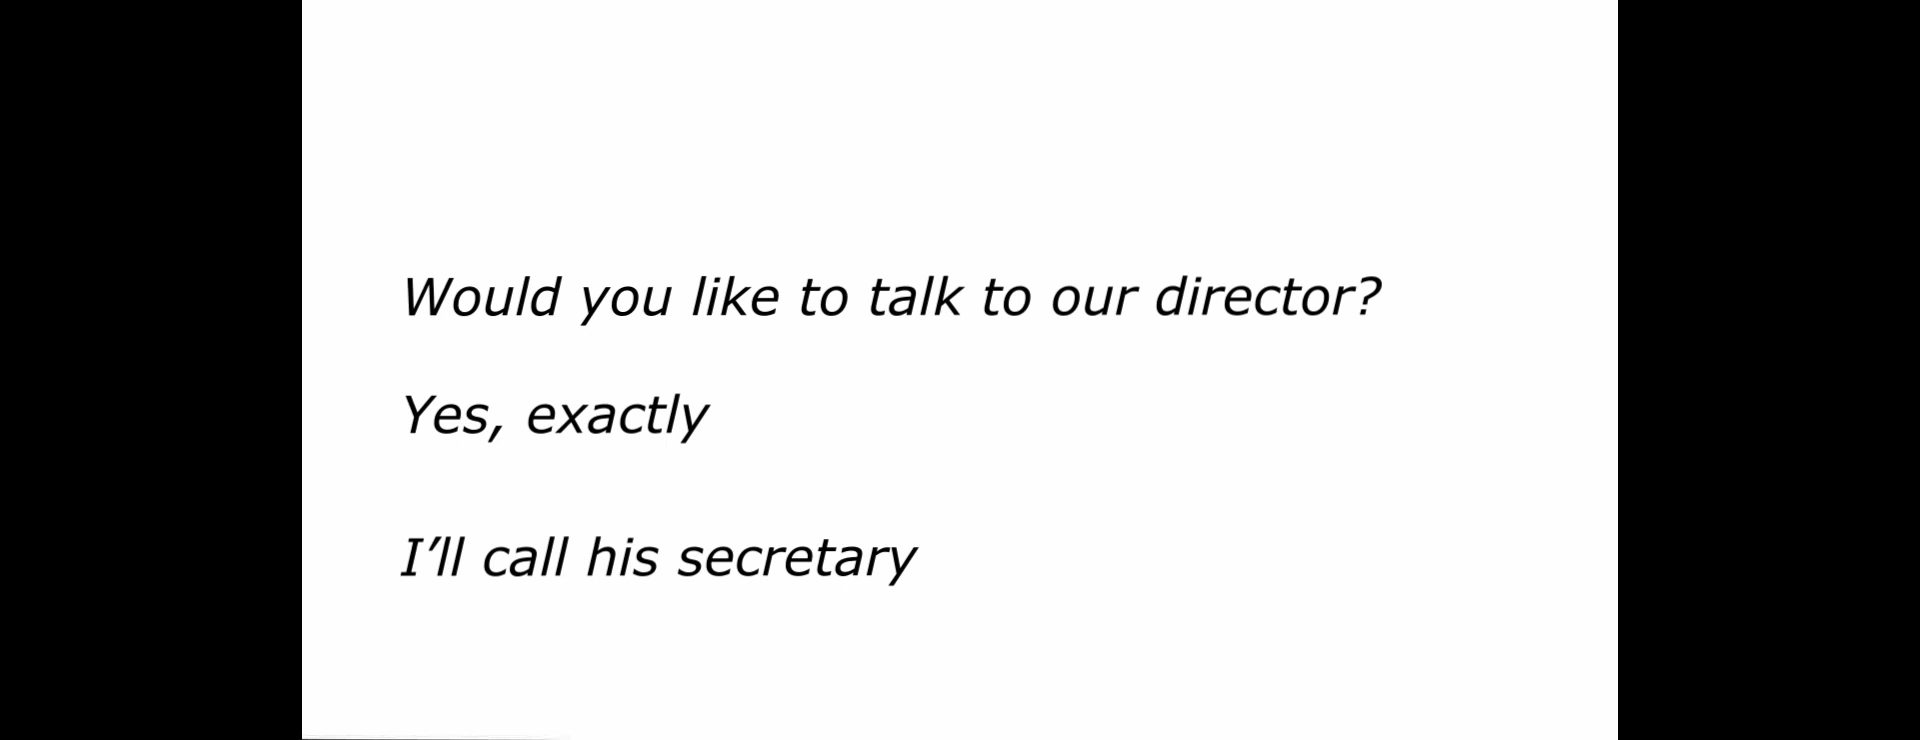 Would you like to talk to our director?
Yes, exactly
I’ll call his secretary